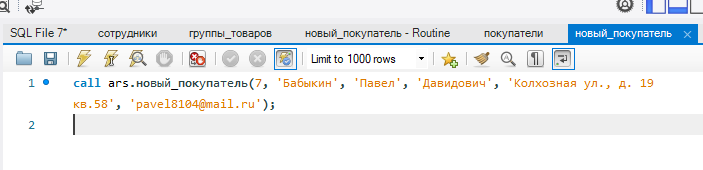 SQL File 7* сотрудники группы_товаров новый_покупатель - Routine покупатели новый_покупатель
Limit to 1000 rows
1 call ars.новый_покупатель(7, 'Бабыкин', 'Павел', 'Давидович', 'Колхозная ул., д. 19
кв.58', 'pavel8104@mail.ru');
2